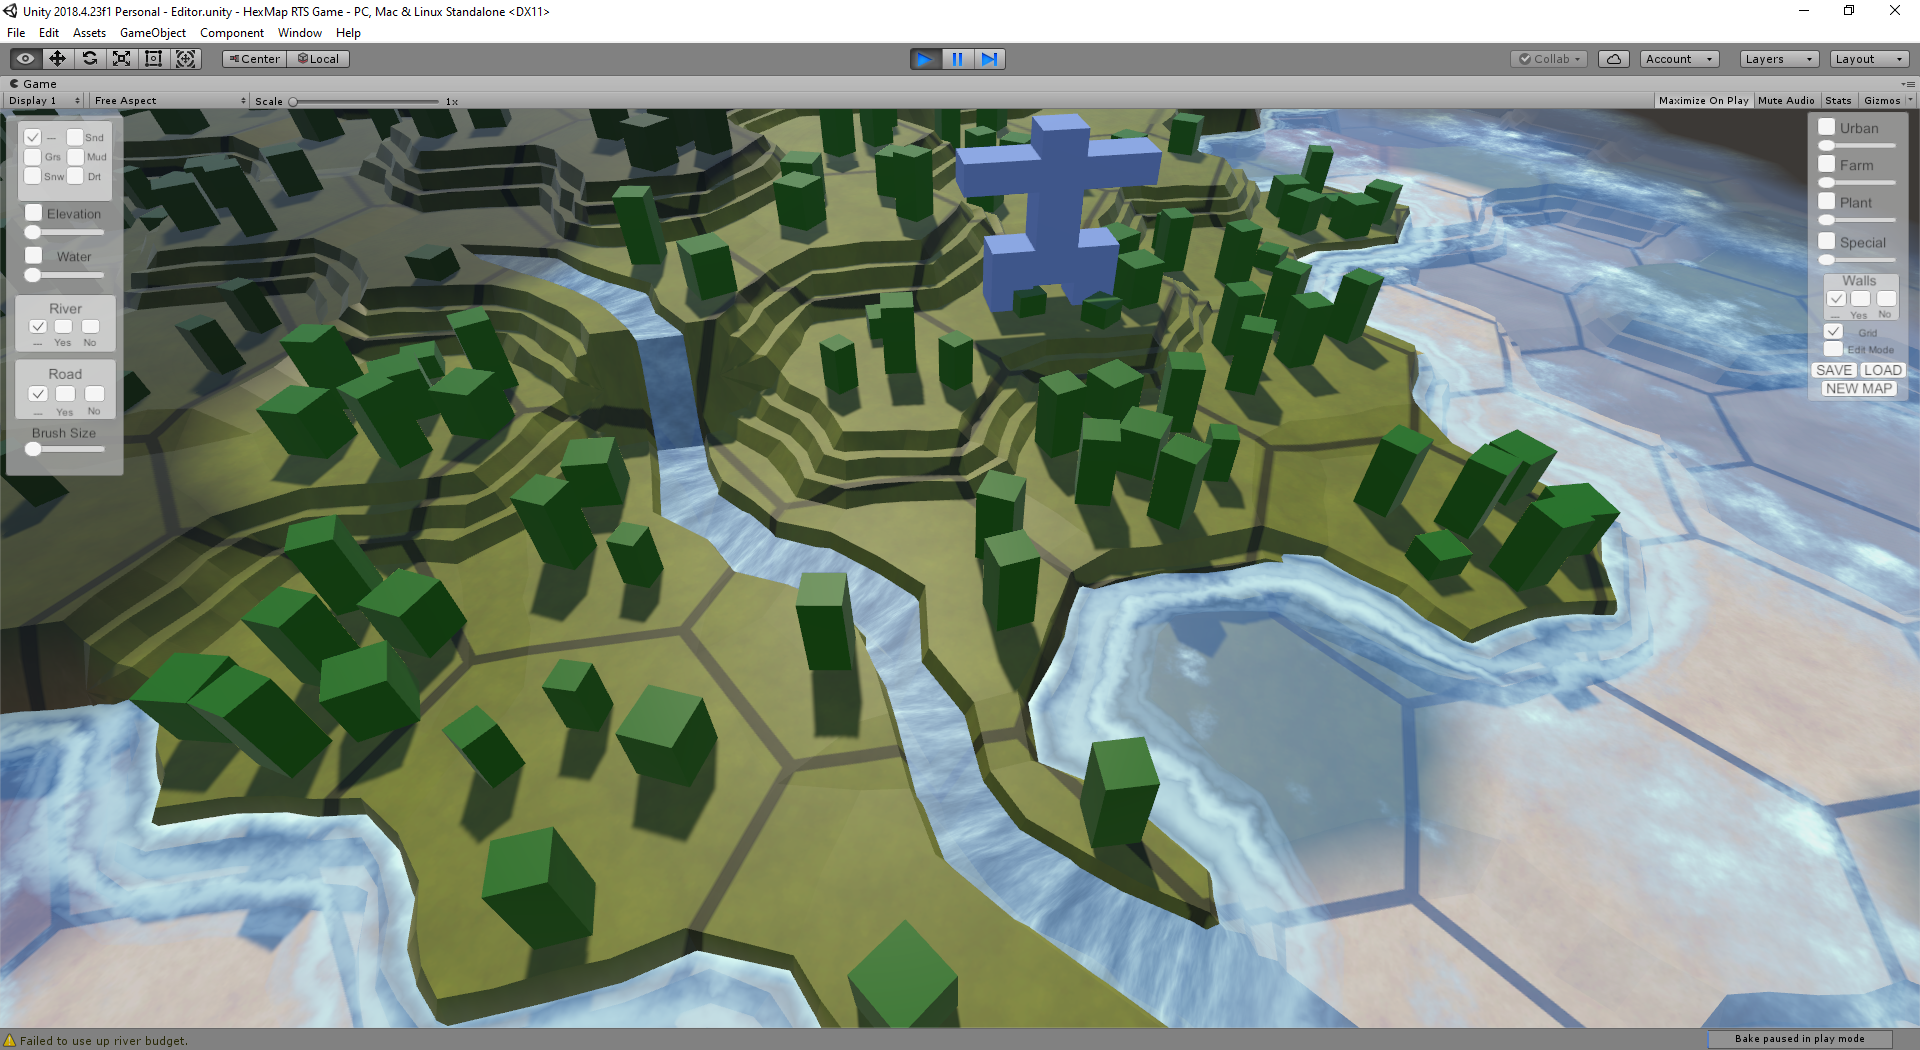 Unity 2018.4.23f1 Personal - Editor.unity - HexMap RTS Game - PC, Mac & Linux Standalone <DX11>
File Edit Assets GameObject Component Window Help
Center Local Collab Account Layers Layout
Game
Display 1 Free Aspect Scale 1x Maximize On Play Mute Audio Stats Gizmos
--- Snd
Grs Mud
Snw Drt
Elevation
Water
River
--- Yes No
Road
--- Yes No
Brush Size
Urban
Farm
Plant
Special
Walls
--- Yes No
Grid
Edit Mode
SAVE LOAD
NEW MAP
Failed to use up river budget.
Bake paused in play mode